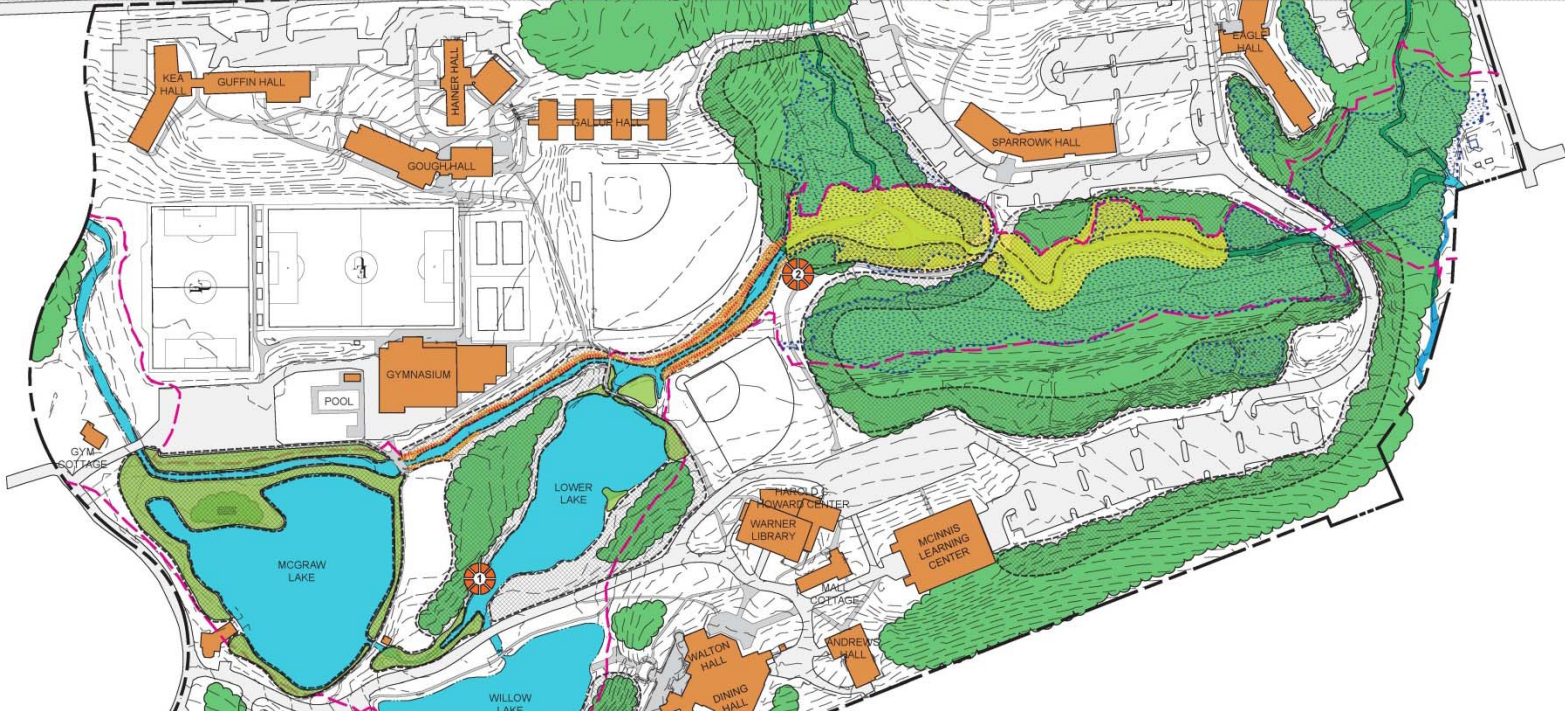 EAGLE
HALL
KEA
HALL
GUFFIN HALL
HAINER HALL
GALLUP HALL
SPARROWK HALL
GOUGH HALL
2
GYMNASIUM
POOL
GYM
COTTAGE
LOWER
LAKE
HAROLD C.
HOWARD CENTER
WARNER
LIBRARY
MCINNIS
LEARNING
CENTER
MCGRAW
LAKE
1
MALL
COTTAGE
ANDREWS
HALL
WALTON
HALL
DINING
HALL
WILLOW
LAKE